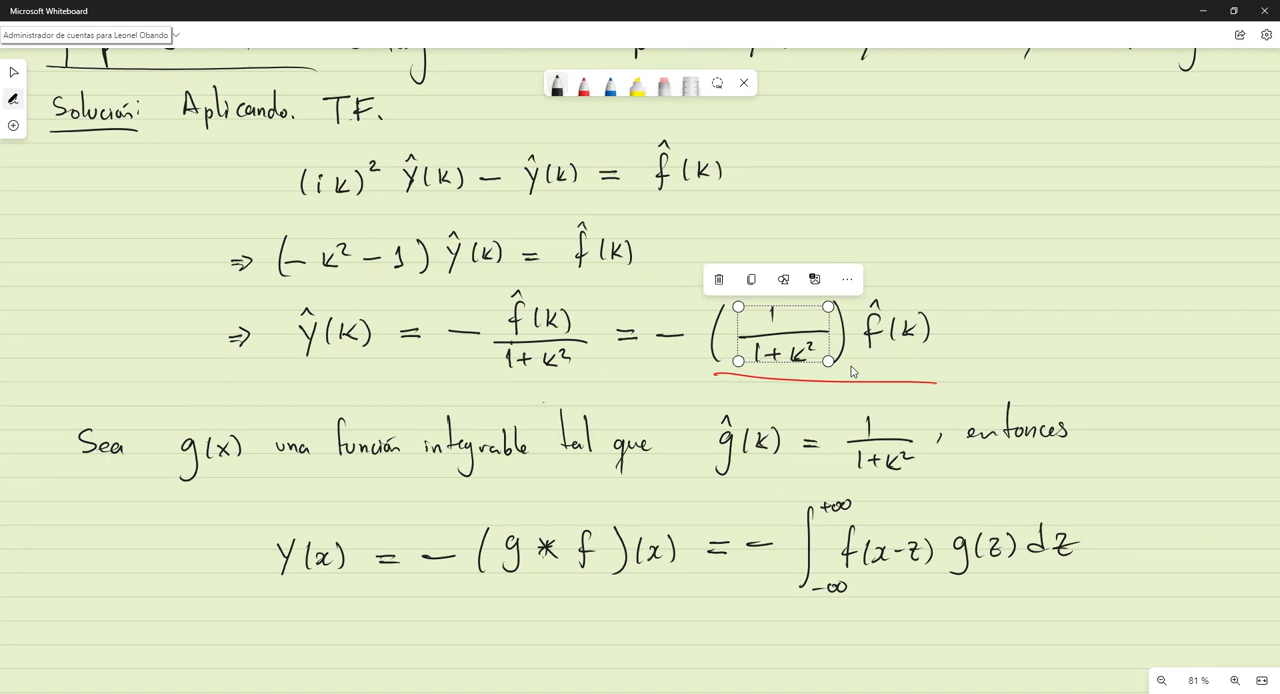 Microsoft Whiteboard
Administrador de cuentas para Leonel Obando
Solución: Aplicando. T.F.
(ik)² ŷ(k) − ŷ(k) = f̂(k)
⇒ (−k² − 1) ŷ(k) = f̂(k)
⇒ ŷ(k) = − f̂(k)/(1+k²) = − (1/(1+k²)) f̂(k)
Sea g(x) una función integrable tal que ĝ(k) = 1/(1+k²), entonces
y(x) = −(g * f)(x) = − ∫_{−∞}^{+∞} f(x−z) g(z) dz
81 %